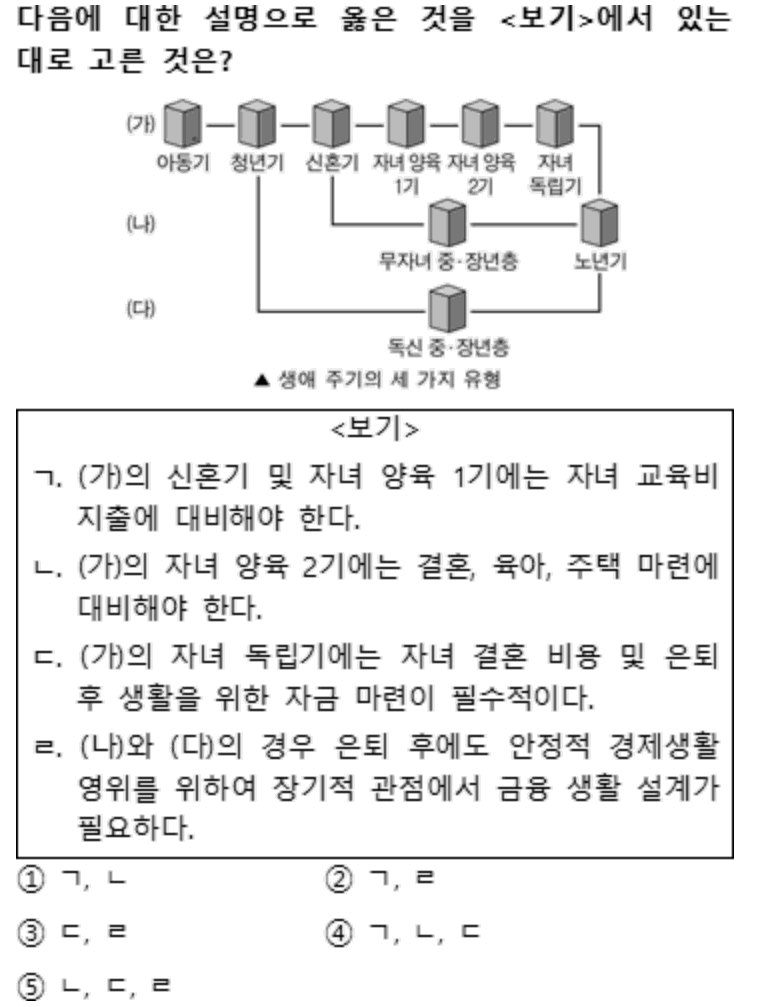 다음에 대한 설명으로 옳은 것을 <보기>에서 있는
대로 고른 것은?
(가)
아동기 청년기 신혼기 자녀 양육 자녀 양육 자녀
1기 2기 독립기
(나)
무자녀 중·장년층 노년기
(다)
독신 중·장년층
▲ 생애 주기의 세 가지 유형
<보기>
ㄱ. (가)의 신혼기 및 자녀 양육 1기에는 자녀 교육비
지출에 대비해야 한다.
ㄴ. (가)의 자녀 양육 2기에는 결혼, 육아, 주택 마련에
대비해야 한다.
ㄷ. (가)의 자녀 독립기에는 자녀 결혼 비용 및 은퇴
후 생활을 위한 자금 마련이 필수적이다.
ㄹ. (나)와 (다)의 경우 은퇴 후에도 안정적 경제생활
영위를 위하여 장기적 관점에서 금융 생활 설계가
필요하다.
① ㄱ, ㄴ ② ㄱ, ㄹ
③ ㄷ, ㄹ ④ ㄱ, ㄴ, ㄷ
⑤ ㄴ, ㄷ, ㄹ